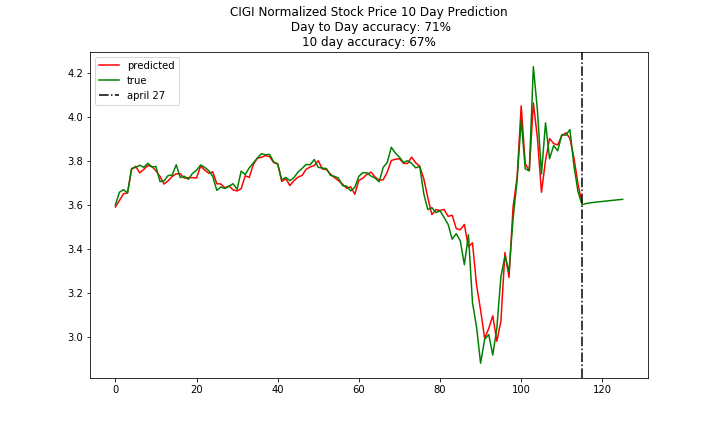 CIGI Normalized Stock Price 10 Day Prediction
Day to Day accuracy: 71%
10 day accuracy: 67%
predicted
true
april 27
4.2
4.0
3.8
3.6
3.4
3.2
3.0
0 20 40 60 80 100 120